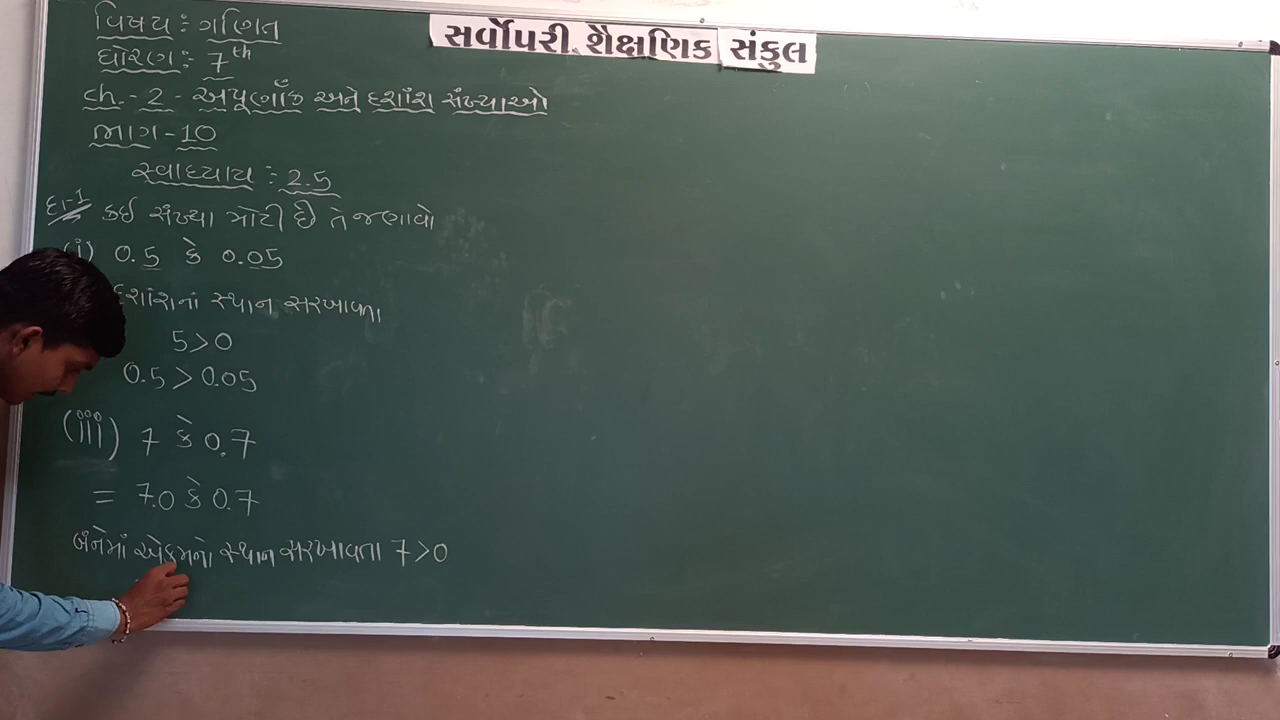 સર્વોપરી શૈક્ષણિક સંકુલ
વિષય : ગણિત
ધોરણ : 7th
ch. - 2 - અપૂર્ણાંક અને દશાંશ સંખ્યાઓ
ભાગ - 10
સ્વાધ્યાય : 2.5
દા-1 કઈ સંખ્યા મોટી છે તે જણાવો
(i) 0.5 કે 0.05
દશાંશનાં સ્થાન સરખાવતા
5 > 0
0.5 > 0.05
(iii) 7 કે 0.7
= 7.0 કે 0.7
બંનેમાં એકમનો સ્થાન સરખાવતા 7 > 0